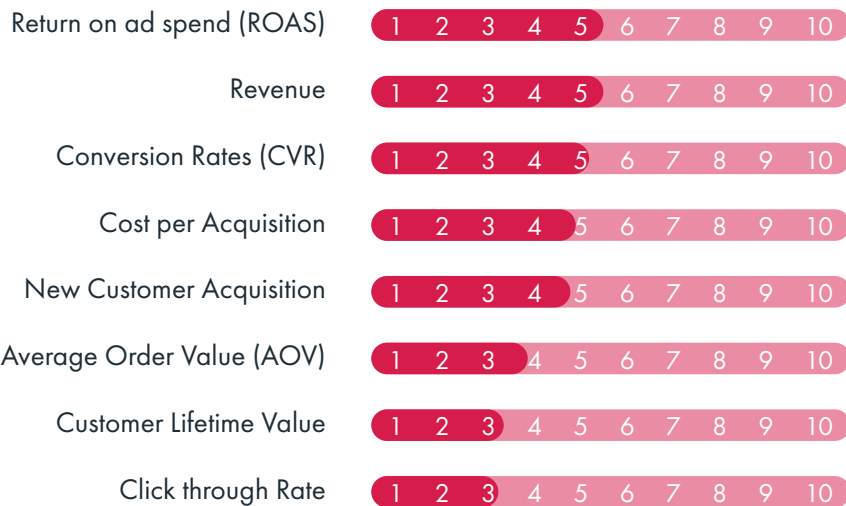 Return on ad spend (ROAS) 1 2 3 4 5 6 7 8 9 10
Revenue 1 2 3 4 5 6 7 8 9 10
Conversion Rates (CVR) 1 2 3 4 5 6 7 8 9 10
Cost per Acquisition 1 2 3 4 5 6 7 8 9 10
New Customer Acquisition 1 2 3 4 5 6 7 8 9 10
Average Order Value (AOV) 1 2 3 4 5 6 7 8 9 10
Customer Lifetime Value 1 2 3 4 5 6 7 8 9 10
Click through Rate 1 2 3 4 5 6 7 8 9 10